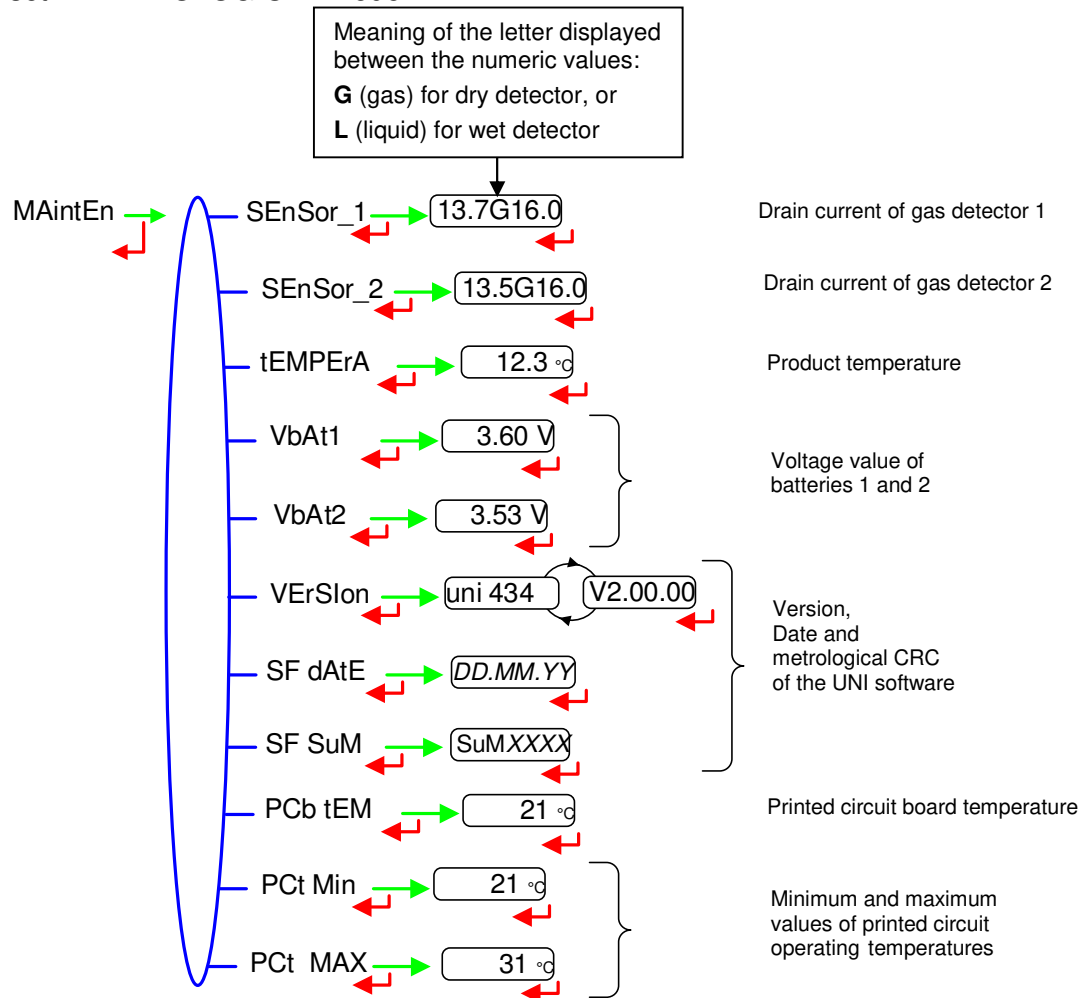 Meaning of the letter displayed
between the numeric values:
G (gas) for dry detector, or
L (liquid) for wet detector
MAintEn
SEnSor_1
13.7G16.0
Drain current of gas detector 1
SEnSor_2
13.5G16.0
Drain current of gas detector 2
tEMPErA
12.3 °C
Product temperature
VbAt1
3.60 V
Voltage value of
batteries 1 and 2
VbAt2
3.53 V
VErSIon
uni 434
V2.00.00
Version,
Date and
metrological CRC
of the UNI software
SF dAtE
DD.MM.YY
SF SuM
SuMXXXX
PCb tEM
21 °C
Printed circuit board temperature
PCt Min
21 °C
Minimum and maximum
values of printed circuit
operating temperatures
PCt MAX
31 °C